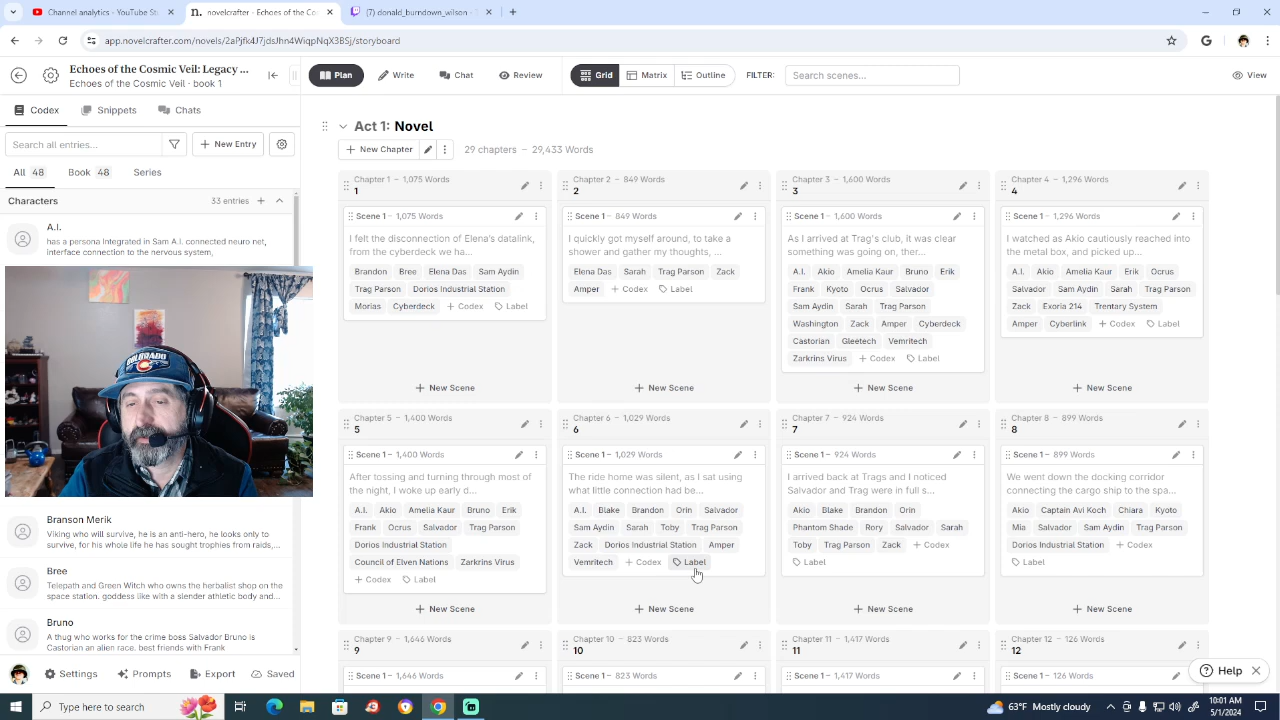 YouTube Studio - YouTube Stu
novelcrafter - Echoes of the Co
[7) donald_burndown_wilson - C
app.novelcrafter.com/novels/2aPjfk4J7jdsJhn4WiqpNqX3BSj/storyboard
Echoes of the Cosmic Veil: Legacy ...
Echoes of the Cosmic Veil - book 1
Plan Write Chat Review Grid Matrix Outline FILTER: Search scenes... View
Codex Snippets Chats
Search all entries... New Entry
All 48 Book 48 Series
Characters 33 entries
A.I.
has a persona Integrated in Sam A.I. connected neuro net,
interface connection to the nervous system,
COLORADO
Branson Merik
Viking who will survive, he is an anti-hero, he looks only to
survive, for his whole life he has sought trophies from raids,...
Bree
Telepath and Green Witch who owns the herbalist shop on the
space station. goddess like with a slender athletic body and...
Bruno
A thug who works for the crime boss Salvador Bruno is
Castorian an alien race. best friends with Frank
Settings Prompts Export Saved
Act 1: Novel
New Chapter 29 chapters – 29,433 Words
Chapter 1 – 1,075 Words
1
Scene 1 – 1,075 Words
I felt the disconnection of Elena's datalink,
from the cyberdeck we ha...
Brandon Bree Elena Das Sam Aydin
Trag Parson Dorios Industrial Station
Morias Cyberdeck + Codex Label
+ New Scene
Chapter 2 – 849 Words
2
Scene 1 – 849 Words
I quickly got myself around, to take a
shower and gather my thoughts, ...
Elena Das Sarah Trag Parson Zack
Amper + Codex Label
+ New Scene
Chapter 3 – 1,600 Words
3
Scene 1 – 1,600 Words
As I arrived at Trag's club, it was clear
something was going on, ther...
A.I. Akio Amelia Kaur Bruno Erik
Frank Kyoto Ocrus Salvador
Sam Aydin Sarah Trag Parson
Washington Zack Amper Cyberdeck
Castorian Gleetech Vemritech
Zarkrins Virus + Codex Label
+ New Scene
Chapter 4 – 1,296 Words
4
Scene 1 – 1,296 Words
I watched as Akio cautiously reached into
the metal box, and picked up...
A.I. Akio Amelia Kaur Erik Ocrus
Salvador Sam Aydin Sarah Trag Parson
Zack Exoria 214 Trentary System
Amper Cyberlink + Codex Label
+ New Scene
Chapter 5 – 1,400 Words
5
Scene 1 – 1,400 Words
After tossing and turning through most of
the night, I woke up early d...
A.I. Akio Amelia Kaur Bruno Erik
Frank Ocrus Salvador Trag Parson
Dorios Industrial Station
Council of Elven Nations Zarkrins Virus
+ Codex Label
+ New Scene
Chapter 6 – 1,029 Words
6
Scene 1 – 1,029 Words
The ride home was silent, as I sat using
what little connection had be...
A.I. Blake Brandon Orin Salvador
Sam Aydin Sarah Toby Trag Parson
Zack Dorios Industrial Station Amper
Vemritech + Codex Label
+ New Scene
Chapter 7 – 924 Words
7
Scene 1 – 924 Words
I arrived back at Trags and I noticed
Salvador and Trag were in full s...
Akio Blake Brandon Orin
Phantom Shade Rory Salvador Sarah
Toby Trag Parson Zack + Codex
Label
+ New Scene
Chapter 8 – 899 Words
8
Scene 1 – 899 Words
We went down the docking corridor
connecting the cargo ship to the spa...
Akio Captain Avi Koch Chiara Kyoto
Mia Salvador Sam Aydin Trag Parson
Dorios Industrial Station + Codex
Label
+ New Scene
Chapter 9 – 1,646 Words
9
Scene 1 – 1,646 Words
Chapter 10 – 823 Words
10
Scene 1 – 823 Words
Chapter 11 – 1,417 Words
11
Scene 1 – 1,417 Words
Chapter 12 – 126 Words
12
Scene 1 – 126 Words
Help
Type here to search
63°F Mostly cloudy
10:01 AM
5/1/2024